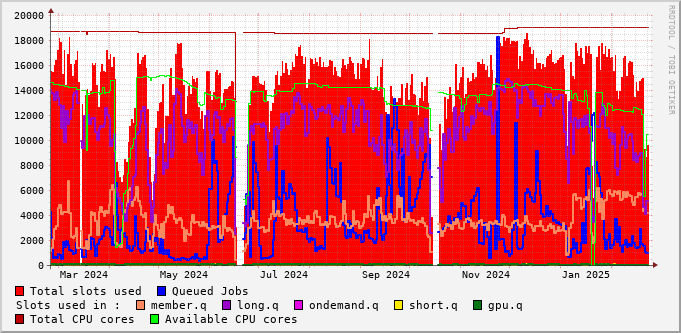 20000
18000
16000
14000
12000
10000
8000
6000
4000
2000
0
Mar 2024 May 2024 Jul 2024 Sep 2024 Nov 2024 Jan 2025
RRDTOOL / TOBI OETIKER
Total slots used Queued Jobs
Slots used in : member.q long.q ondemand.q short.q gpu.q
Total CPU cores Available CPU cores